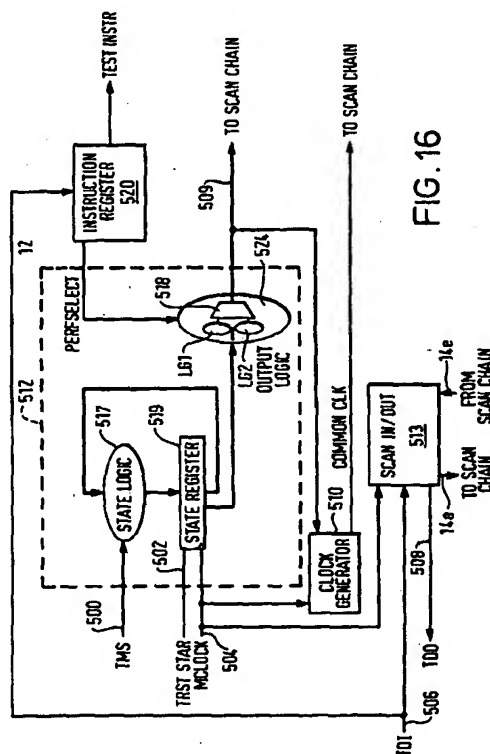 TEST INSTR
INSTRUCTION
REGISTER
520
12
PERFSELECT
512
517
STATE LOGIC
519
STATE REGISTER
518
524
LG1
LG2
OUTPUT LOGIC
509
TO SCAN CHAIN
500
TMS
502
TRST STAR
MCLOCK
504
510
CLOCK
GENERATOR
COMMON CLK
TO SCAN CHAIN
SCAN IN/OUT
513
14e
FROM
SCAN CHAIN
TO SCAN
CHAIN
14a
508
TDO
TDI
506
FIG. 16